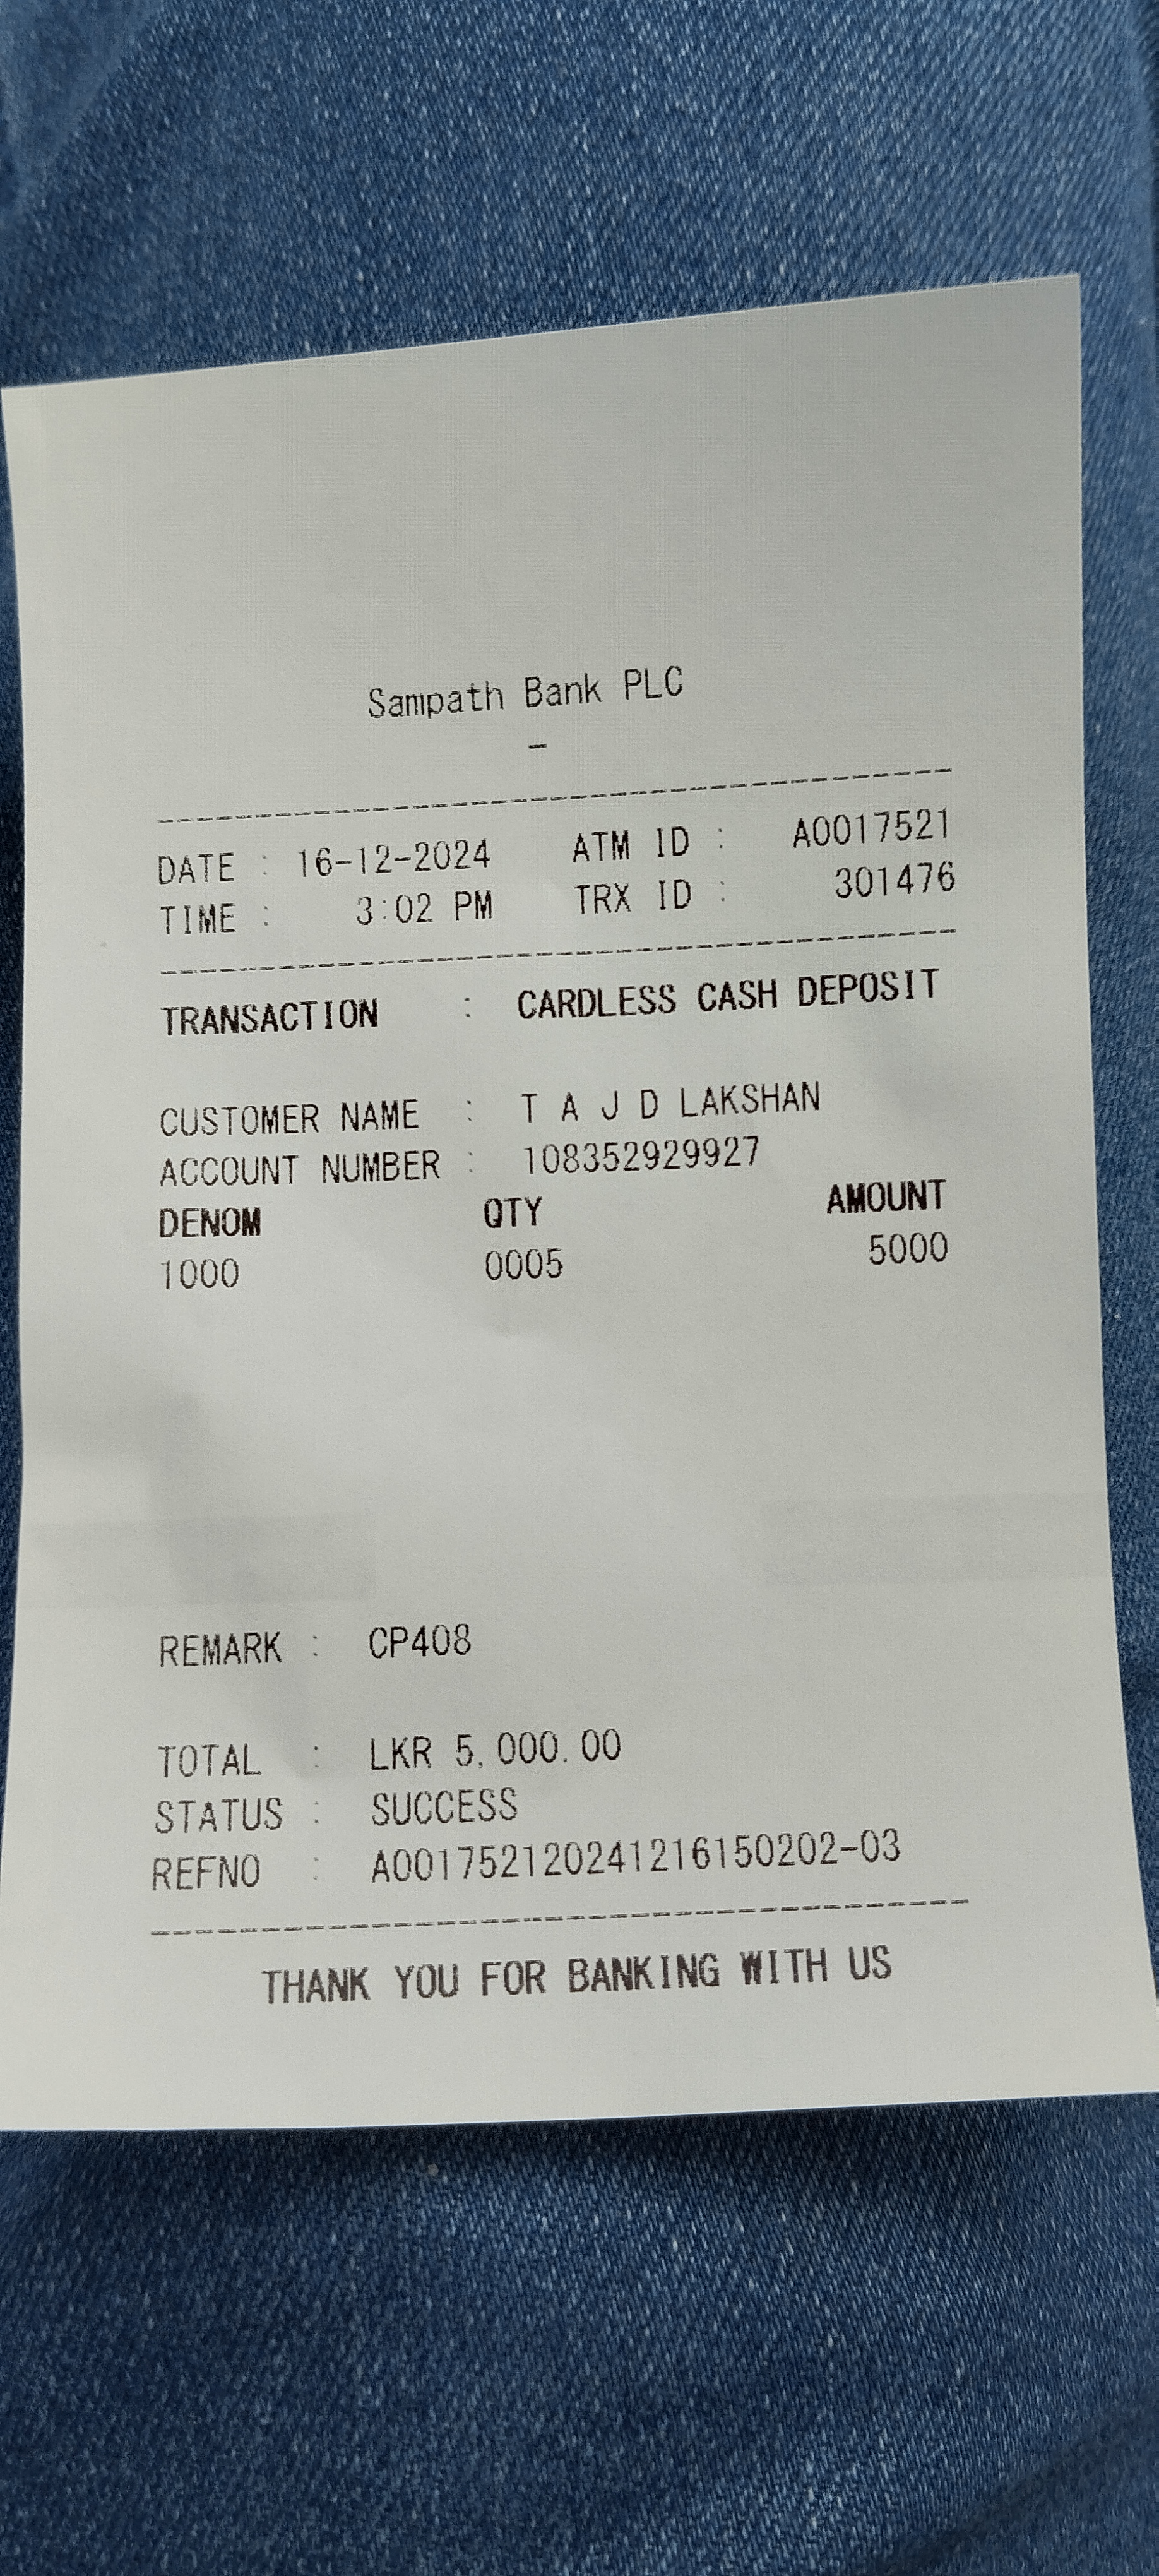 Sampath Bank PLC
-
--------------------------------------------
DATE : 16-12-2024 ATM ID : A0017521
TIME : 3:02 PM TRX ID : 301476
--------------------------------------------
TRANSACTION : CARDLESS CASH DEPOSIT
CUSTOMER NAME : T A J D LAKSHAN
ACCOUNT NUMBER : 108352929927
DENOM QTY AMOUNT
1000 0005 5000
REMARK : CP408
TOTAL : LKR 5,000.00
STATUS : SUCCESS
REFNO : A001752120241216150202-03
--------------------------------------------
THANK YOU FOR BANKING WITH US